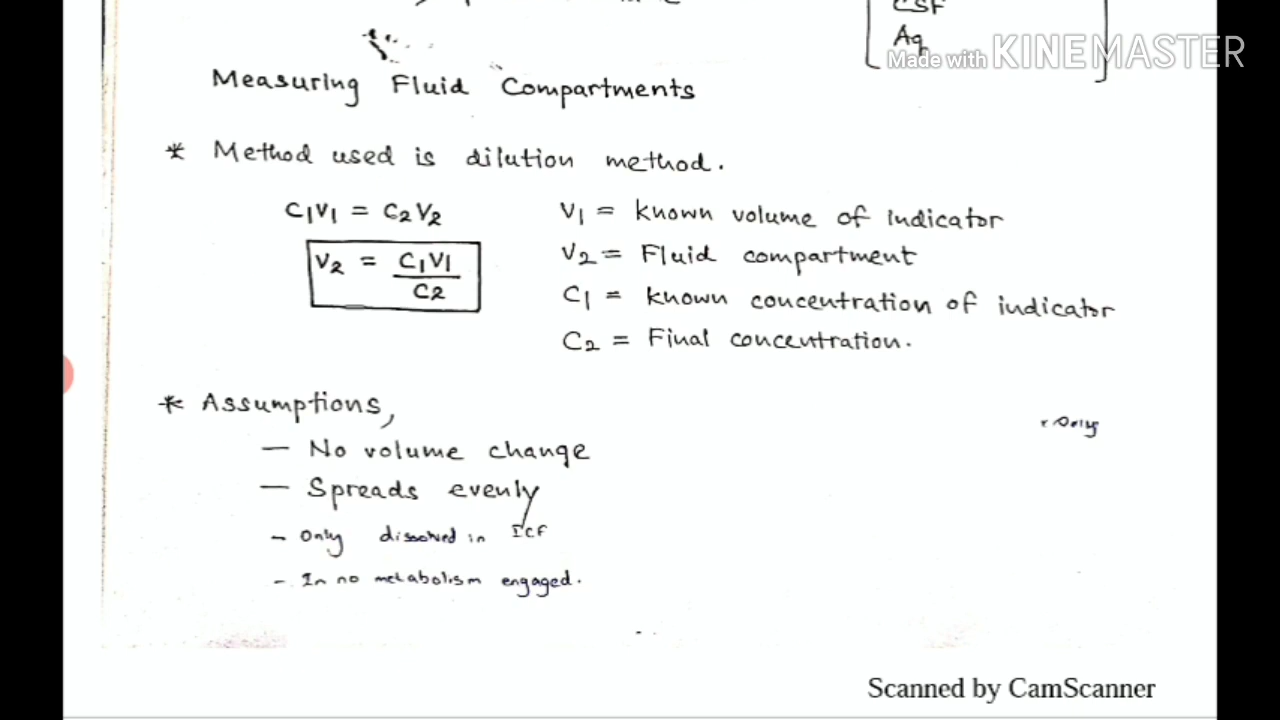 CSF
Aq
Made with KINEMASTER
Measuring Fluid Compartments
* Method used is dilution method.
C1V1 = C2V2
V2 = C1V1 / C2
V1 = known volume of indicator
V2 = Fluid compartment
C1 = known concentration of indicator
C2 = Final concentration.
* Assumptions,
— No volume change
— Spreads evenly
- Only dissolved in ICF
- In no metabolism engaged.
Only
Scanned by CamScanner